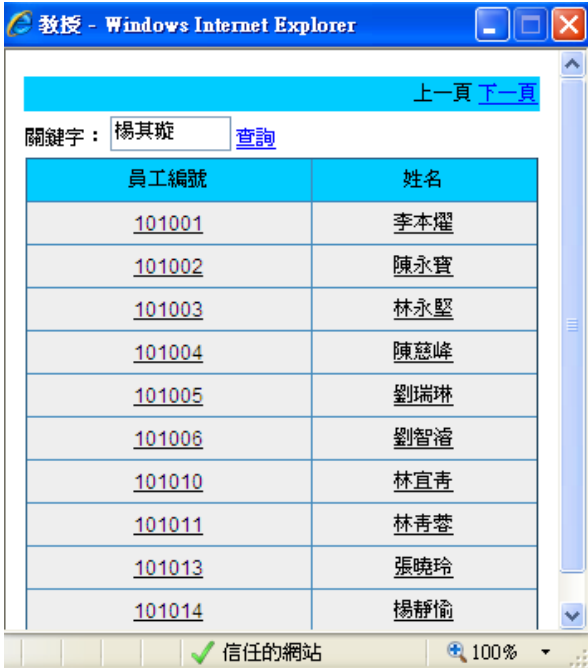 教授 - Windows Internet Explorer
上一頁 下一頁
關鍵字： 楊其璇 查詢
員工編號 姓名
101001 李本燿
101002 陳永寶
101003 林永堅
101004 陳慈峰
101005 劉瑞琳
101006 劉智濬
101010 林宜青
101011 林青蓉
101013 張曉玲
101014 楊靜愉
信任的網站 100%